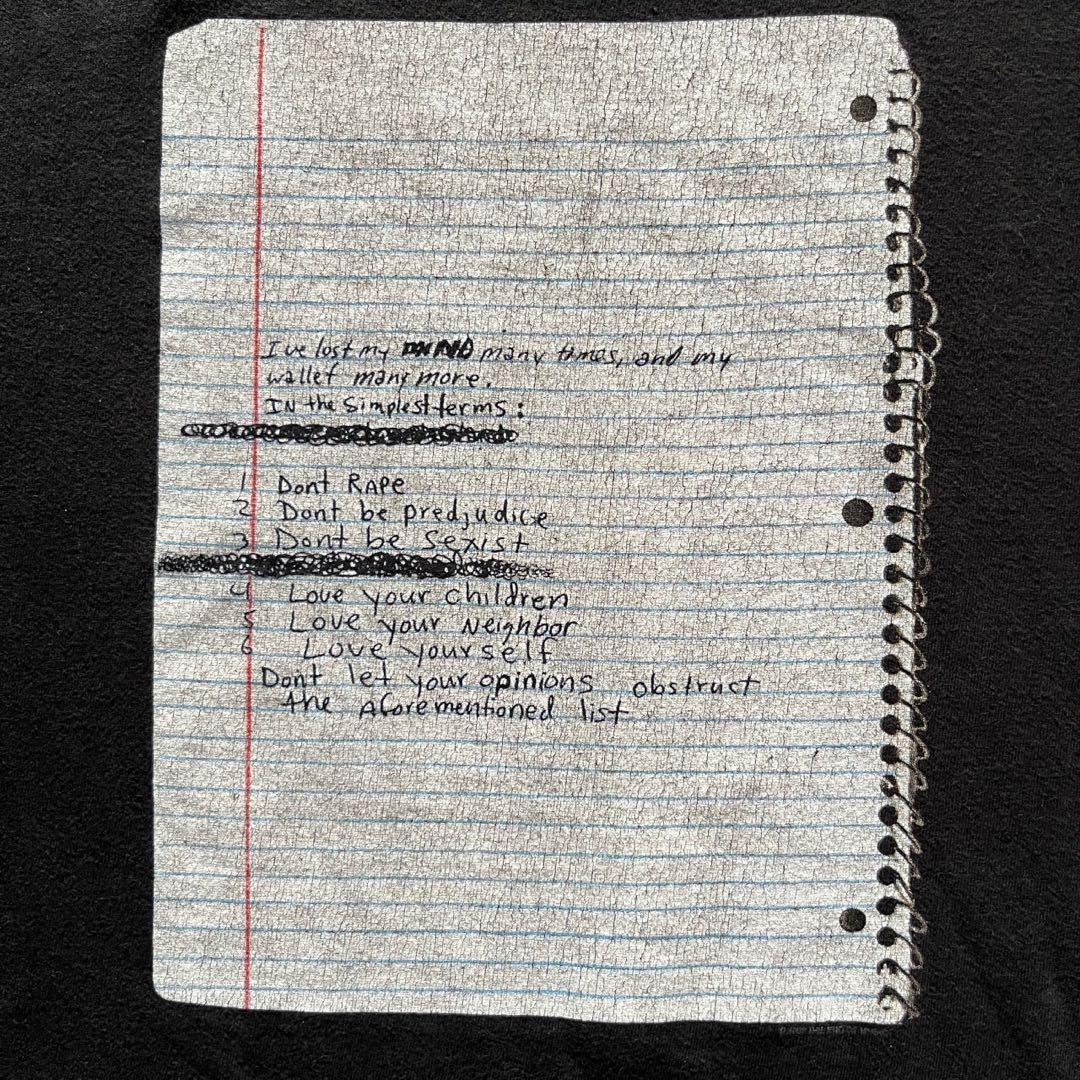 I've lost my MIND many times, and my
wallet many more.
IN the simplest terms:
1 Dont RAPE
2 Dont be predjudice
3 Dont be sexist
4 Love your children
5 Love your Neighbor
6 Love yourself
Dont let your opinions obstruct
the Aforementioned list